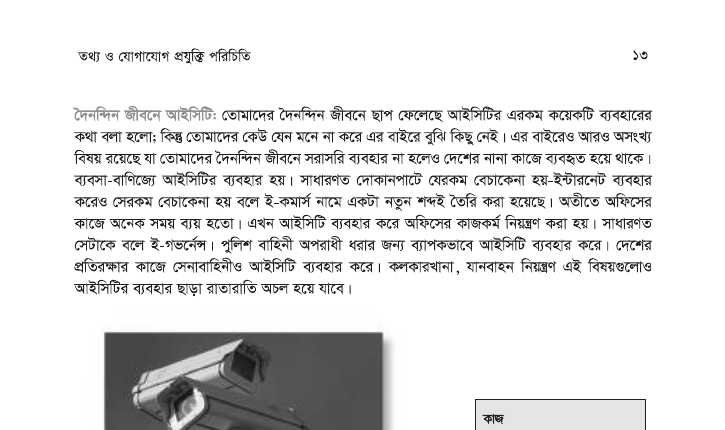 তথ্য ও যোগাযোগ প্রযুক্তি পরিচিতি ১৩
দৈনন্দিন জীবনে আইসিটি: তোমাদের দৈনন্দিন জীবনে ছাপ ফেলেছে আইসিটির এরকম কয়েকটি ব্যবহারের
কথা বলা হলো; কিন্তু তোমাদের কেউ যেন মনে না করে এর বাইরে বুঝি কিছু নেই। এর বাইরেও আরও অসংখ্য
বিষয় রয়েছে যা তোমাদের দৈনন্দিন জীবনে সরাসরি ব্যবহার না হলেও দেশের নানা কাজে ব্যবহৃত হয়ে থাকে।
ব্যবসা-বাণিজ্যে আইসিটির ব্যবহার হয়। সাধারণত দোকানপাটে যেরকম বেচাকেনা হয়-ইন্টারনেট ব্যবহার
করেও সেরকম বেচাকেনা হয় বলে ই-কমার্স নামে একটা নতুন শব্দই তৈরি করা হয়েছে। অতীতে অফিসের
কাজে অনেক সময় ব্যয় হতো। এখন আইসিটি ব্যবহার করে অফিসের কাজকর্ম নিয়ন্ত্রণ করা হয়। সাধারণত
সেটাকে বলে ই-গভর্নেন্স। পুলিশ বাহিনী অপরাধী ধরার জন্য ব্যাপকভাবে আইসিটি ব্যবহার করে। দেশের
প্রতিরক্ষার কাজে সেনাবাহিনীও আইসিটি ব্যবহার করে। কলকারখানা, যানবাহন নিয়ন্ত্রণ এই বিষয়গুলোও
আইসিটির ব্যবহার ছাড়া রাতারাতি অচল হয়ে যাবে।
কাজ